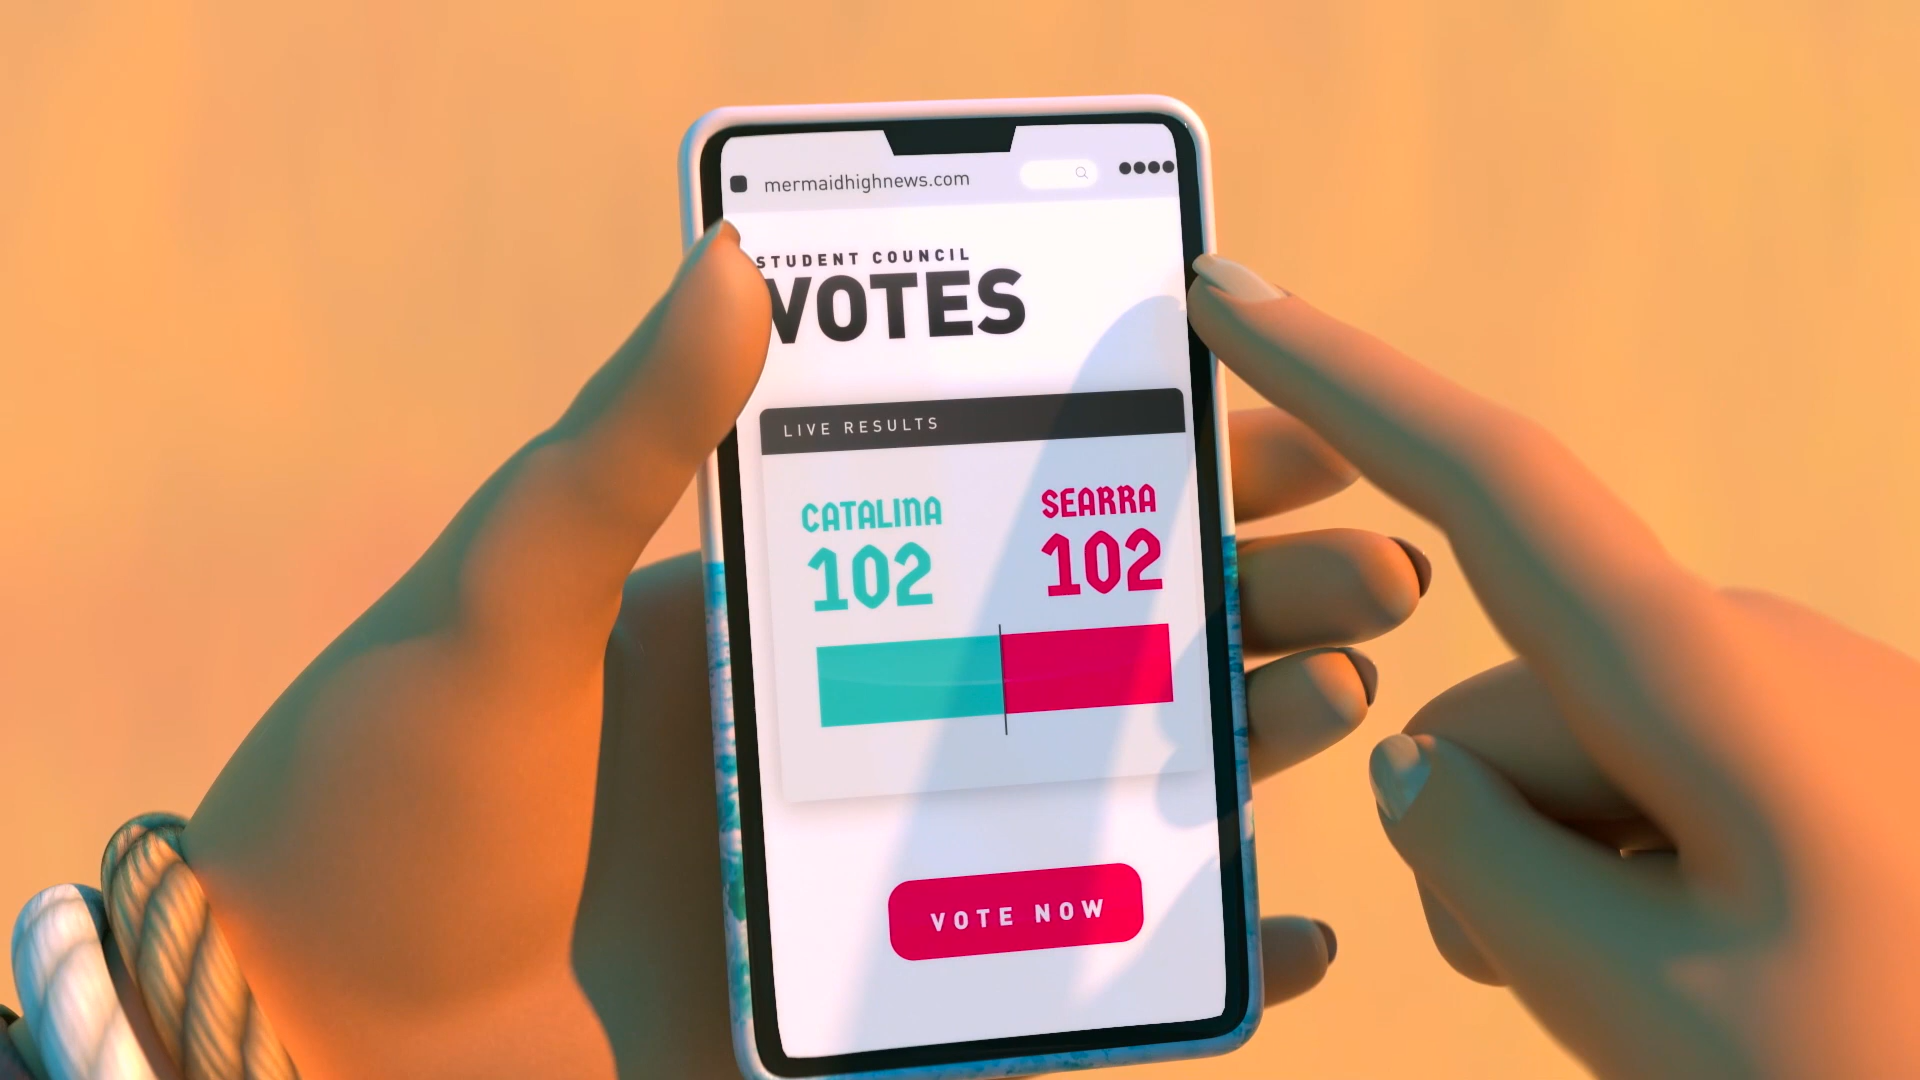 mermaidhighnews.com
STUDENT COUNCIL
VOTES
LIVE RESULTS
CATALINA
102
SEARRA
102
VOTE NOW